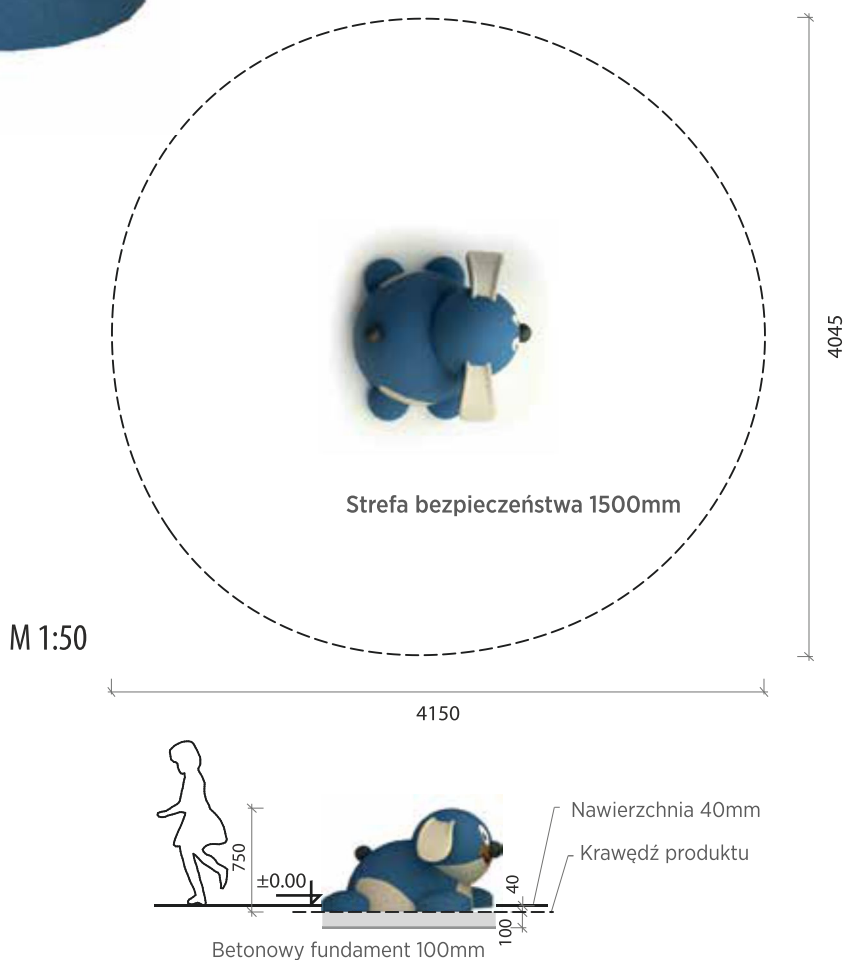 4045
Strefa bezpieczeństwa 1500mm
M 1:50
4150
Nawierzchnia 40mm
Krawędź produktu
750
±0.00
40
100
Betonowy fundament 100mm